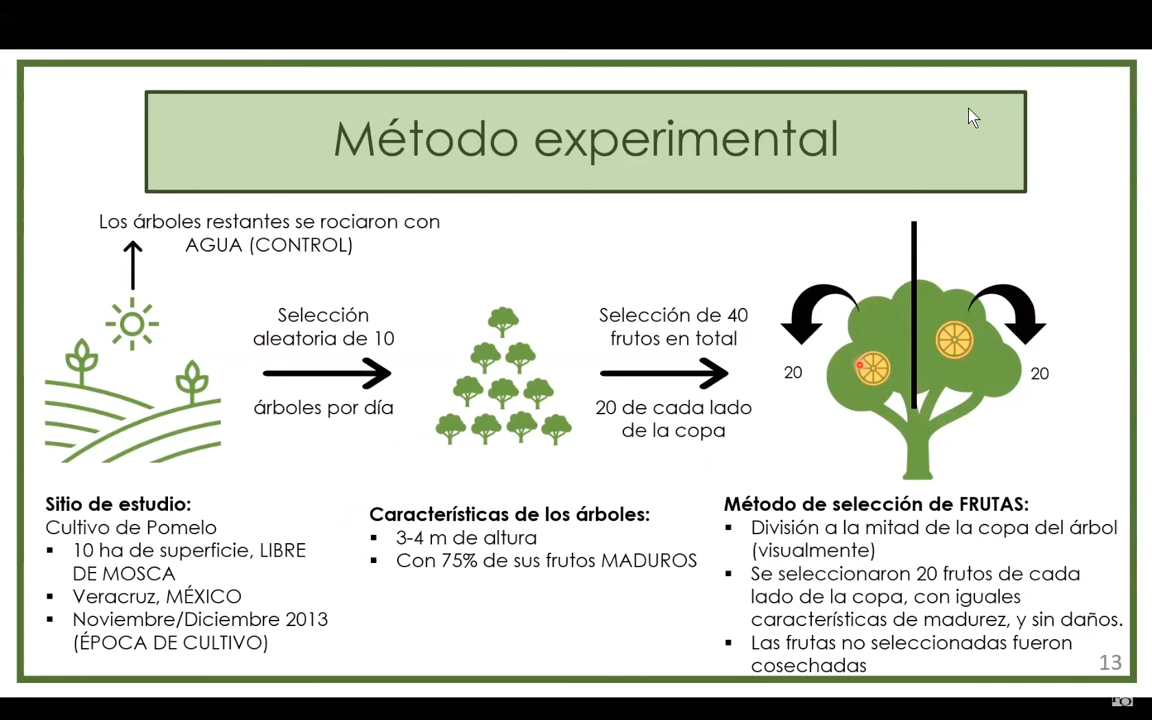 Método experimental
Los árboles restantes se rociaron con
AGUA (CONTROL)
Selección
aleatoria de 10
árboles por día
Selección de 40
frutos en total
20 de cada lado
de la copa
20
20
Sitio de estudio:
Cultivo de Pomelo
▪ 10 ha de superficie, LIBRE
DE MOSCA
▪ Veracruz, MÉXICO
▪ Noviembre/Diciembre 2013
(ÉPOCA DE CULTIVO)
Características de los árboles:
▪ 3-4 m de altura
▪ Con 75% de sus frutos MADUROS
Método de selección de FRUTAS:
▪ División a la mitad de la copa del árbol
(visualmente)
▪ Se seleccionaron 20 frutos de cada
lado de la copa, con iguales
características de madurez, y sin daños.
▪ Las frutas no seleccionadas fueron
cosechadas
13